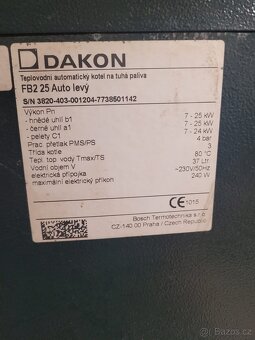 DAKON
Teplovodní automatický kotel na tuhá paliva
FB2 25 Auto levý
S/N 3820-403-001204-7738501142
Výkon Pn
- hnědé uhlí b1 7 - 25 kW
- černé uhlí a1 7 - 25 kW
- pelety C1 7 - 24 kW
Prac. přetlak PMS/PS 4 bar
Třída kotle 3
Tepl. top vody Tmax/TS 80 °C
Vodní objem V 37 Ltr
elektrická přípojka ~230V/50Hz
maximální elektrický příkon 240 W
CE 1015
Bosch Termotechnika s.r.o.
CZ-140 00 Praha / Czech Republic
bazos.cz